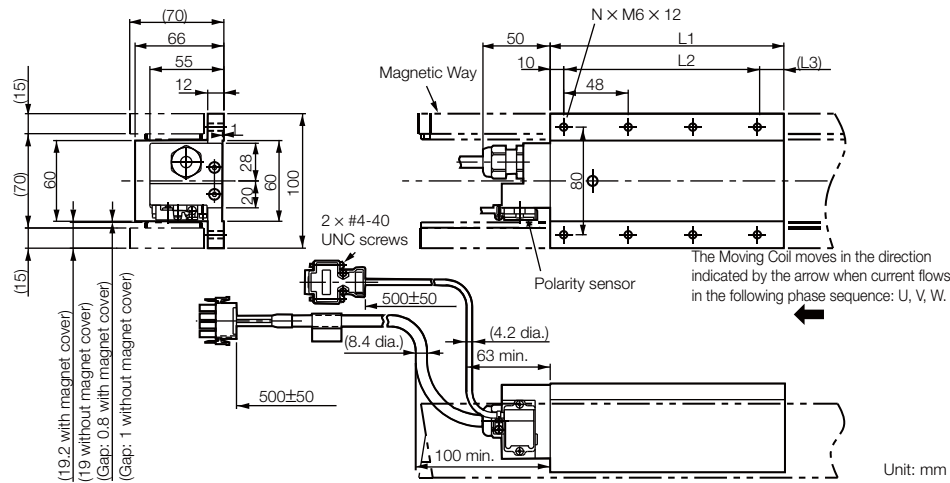 (70)
66
55
12
1
(15)
(70)
60
(15)
28
20
60
100
50
N × M6 × 12
L1
10
L2
(L3)
48
Magnetic Way
80
2 × #4-40
UNC screws
Polarity sensor
The Moving Coil moves in the direction
indicated by the arrow when current flows
in the following phase sequence: U, V, W.
500±50
(4.2 dia.)
(8.4 dia.)
63 min.
500±50
100 min.
(19.2 with magnet cover)
(19 without magnet cover)
(Gap: 0.8 with magnet cover)
(Gap: 1 without magnet cover)
Unit: mm